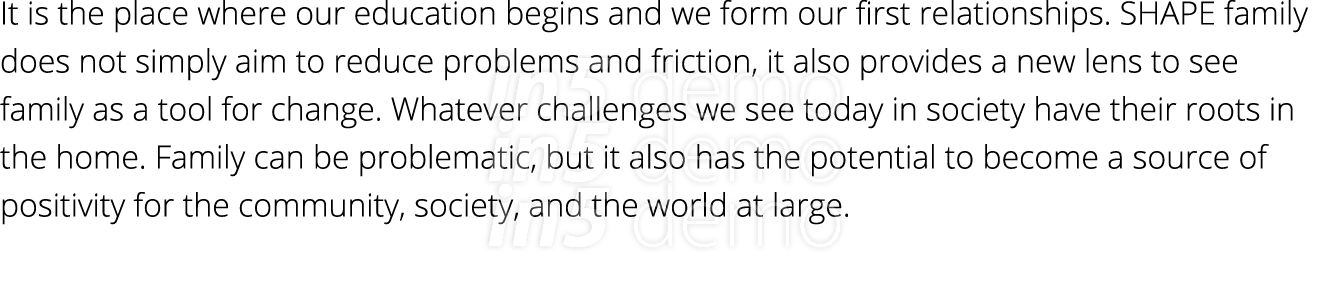 It is the place where our education begins and we form our first relationships. SHAPE family
does not simply aim to reduce problems and friction, it also provides a new lens to see
family as a tool for change. Whatever challenges we see today in society have their roots in
the home. Family can be problematic, but it also has the potential to become a source of
positivity for the community, society, and the world at large.
in5 demo
in5 demo
in5 demo